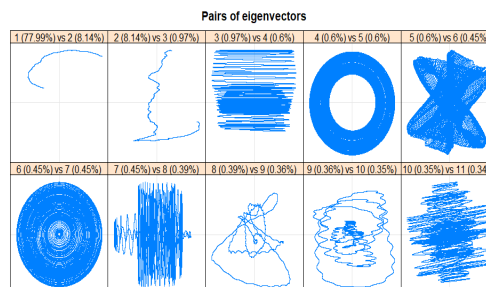 Pairs of eigenvectors
1 (77.99%) vs 2 (8.14%)
2 (8.14%) vs 3 (0.97%)
3 (0.97%) vs 4 (0.6%)
4 (0.6%) vs 5 (0.6%)
5 (0.6%) vs 6 (0.45%
6 (0.45%) vs 7 (0.45%)
7 (0.45%) vs 8 (0.39%)
8 (0.39%) vs 9 (0.36%)
9 (0.36%) vs 10 (0.35%)
10 (0.35%) vs 11 (0.34